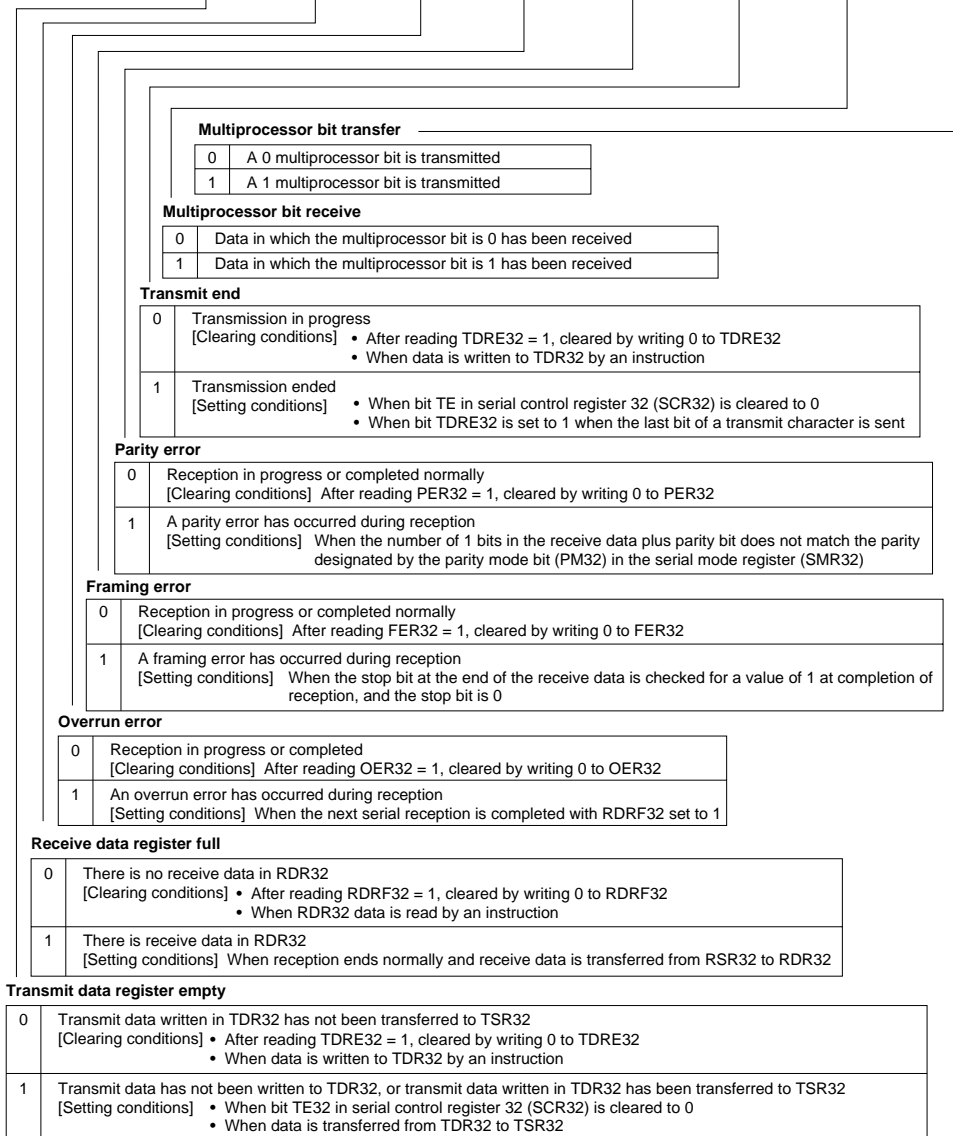 Multiprocessor bit transfer
0 A 0 multiprocessor bit is transmitted
1 A 1 multiprocessor bit is transmitted
Multiprocessor bit receive
0 Data in which the multiprocessor bit is 0 has been received
1 Data in which the multiprocessor bit is 1 has been received
Transmit end
0 Transmission in progress
[Clearing conditions] • After reading TDRE32 = 1, cleared by writing 0 to TDRE32
• When data is written to TDR32 by an instruction
1 Transmission ended
[Setting conditions] • When bit TE in serial control register 32 (SCR32) is cleared to 0
• When bit TDRE32 is set to 1 when the last bit of a transmit character is sent
Parity error
0 Reception in progress or completed normally
[Clearing conditions] After reading PER32 = 1, cleared by writing 0 to PER32
1 A parity error has occurred during reception
[Setting conditions] When the number of 1 bits in the receive data plus parity bit does not match the parity
designated by the parity mode bit (PM32) in the serial mode register (SMR32)
Framing error
0 Reception in progress or completed normally
[Clearing conditions] After reading FER32 = 1, cleared by writing 0 to FER32
1 A framing error has occurred during reception
[Setting conditions] When the stop bit at the end of the receive data is checked for a value of 1 at completion of
reception, and the stop bit is 0
Overrun error
0 Reception in progress or completed
[Clearing conditions] After reading OER32 = 1, cleared by writing 0 to OER32
1 An overrun error has occurred during reception
[Setting conditions] When the next serial reception is completed with RDRF32 set to 1
Receive data register full
0 There is no receive data in RDR32
[Clearing conditions] • After reading RDRF32 = 1, cleared by writing 0 to RDRF32
• When RDR32 data is read by an instruction
1 There is receive data in RDR32
[Setting conditions] When reception ends normally and receive data is transferred from RSR32 to RDR32
Transmit data register empty
0 Transmit data written in TDR32 has not been transferred to TSR32
[Clearing conditions] • After reading TDRE32 = 1, cleared by writing 0 to TDRE32
• When data is written to TDR32 by an instruction
1 Transmit data has not been written to TDR32, or transmit data written in TDR32 has been transferred to TSR32
[Setting conditions] • When bit TE32 in serial control register 32 (SCR32) is cleared to 0
• When data is transferred from TDR32 to TSR32